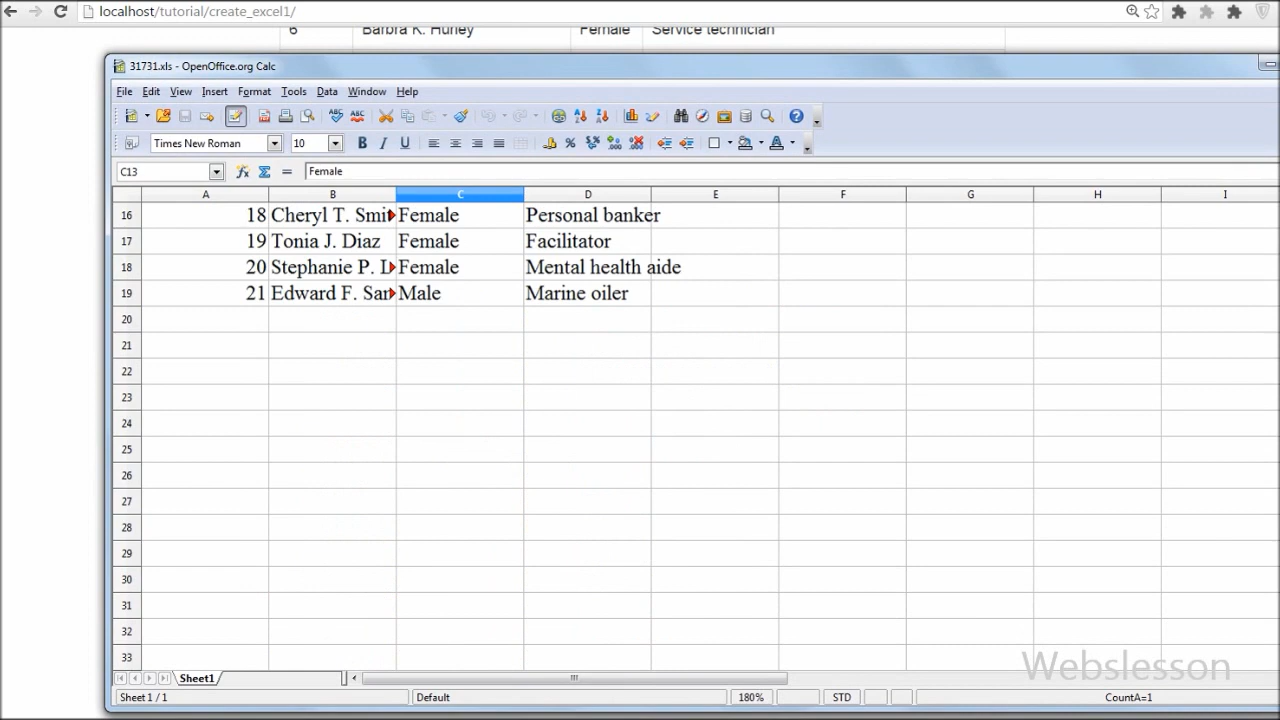 localhost/tutorial/create_excel1/
6 Barbra K. Hurley Female Service technician
31731.xls - OpenOffice.org Calc
File Edit View Insert Format Tools Data Window Help
Times New Roman 10
C13 Female
A B C D E F G H I
16 18 Cheryl T. Smit Female Personal banker
17 19 Tonia J. Diaz Female Facilitator
18 20 Stephanie P. L Female Mental health aide
19 21 Edward F. San Male Marine oiler
20
21
22
23
24
25
26
27
28
29
30
31
32
33
Webslesson
Sheet1
Sheet 1 / 1 Default 180% STD CountA=1